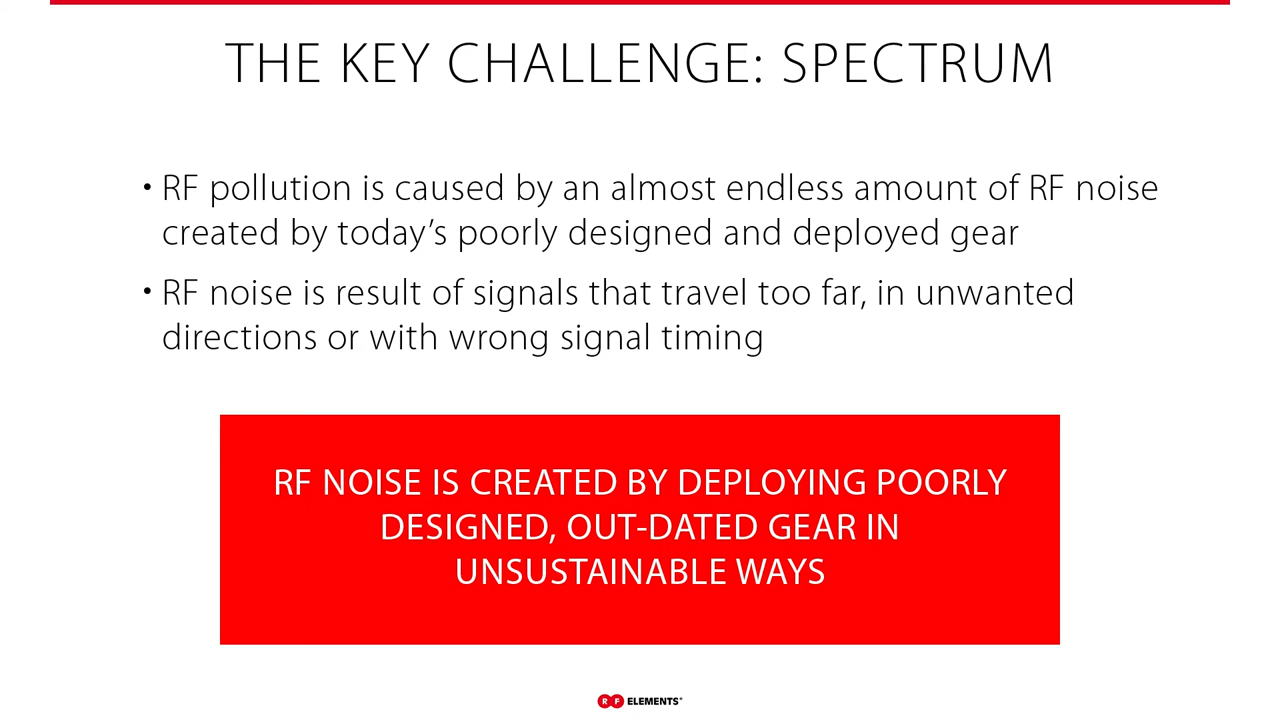 THE KEY CHALLENGE: SPECTRUM
• RF pollution is caused by an almost endless amount of RF noise
created by today’s poorly designed and deployed gear
• RF noise is result of signals that travel too far, in unwanted
directions or with wrong signal timing
RF NOISE IS CREATED BY DEPLOYING POORLY
DESIGNED, OUT-DATED GEAR IN
UNSUSTAINABLE WAYS
RF ELEMENTS